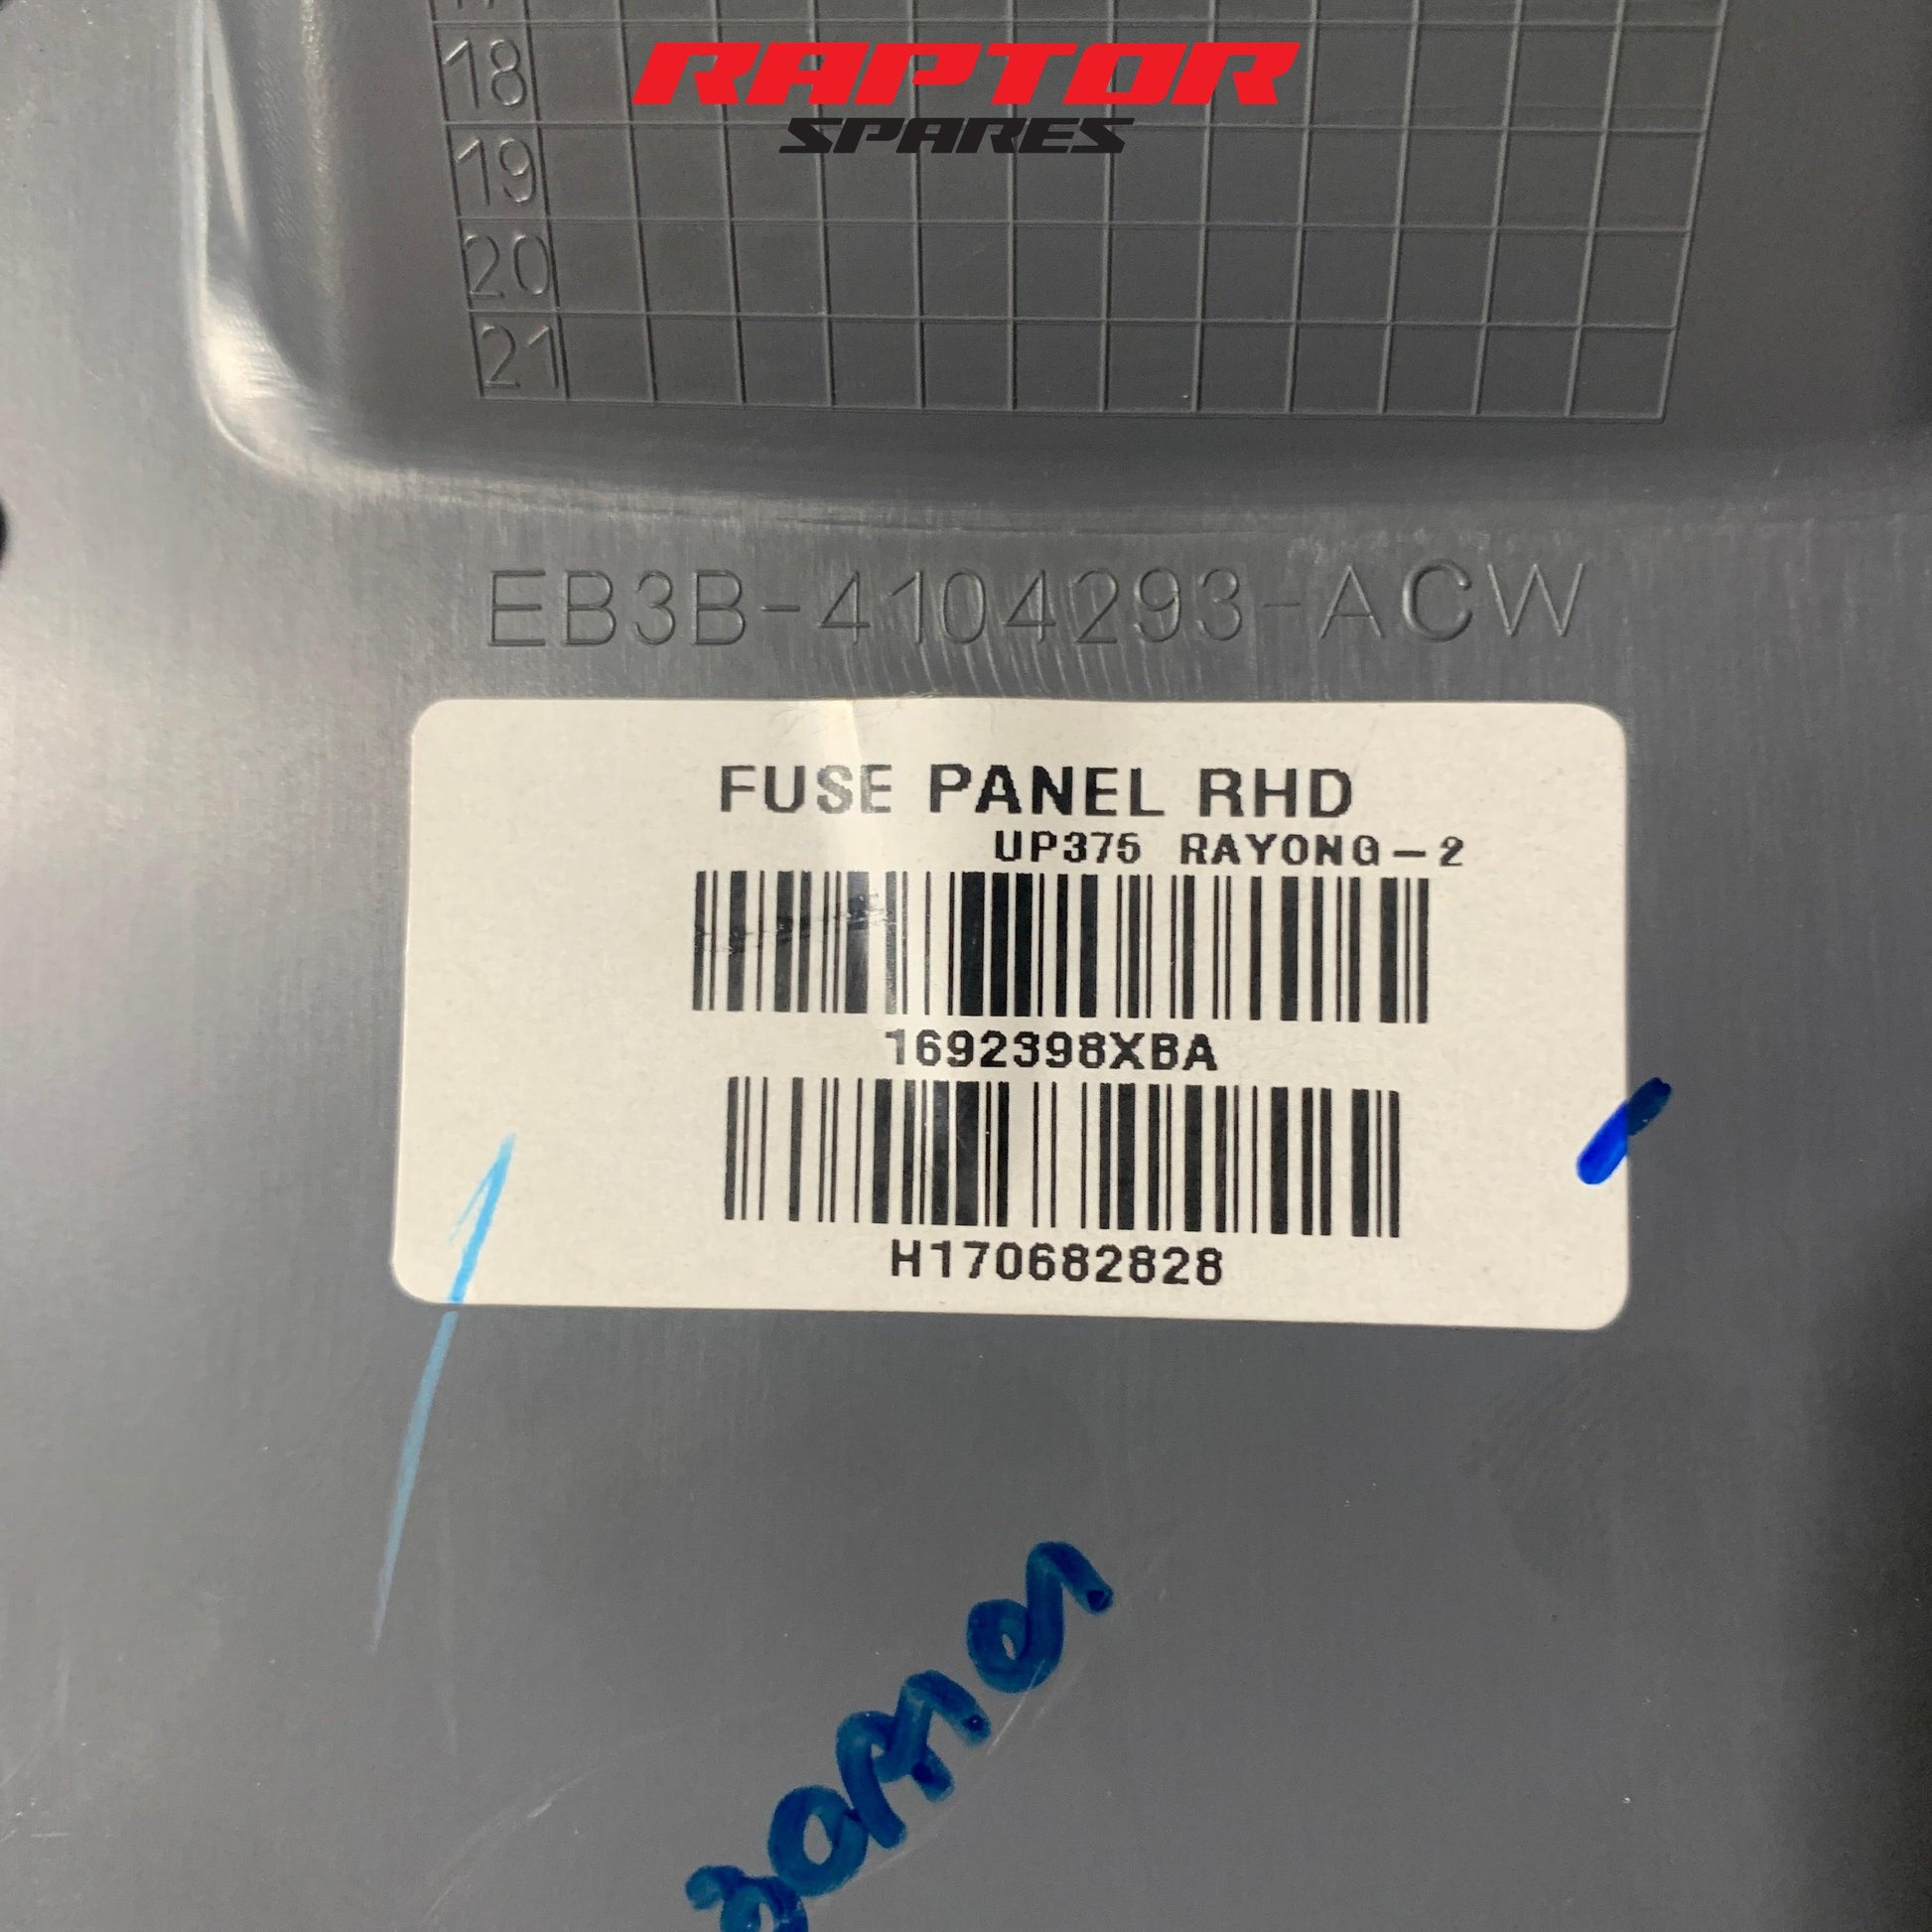 18
RAPTOR
SPARES
19
20
21
EB3B-4104293-ACW
FUSE PANEL RHD
UP375 RAYONG-2
1692398XBA
H170682828